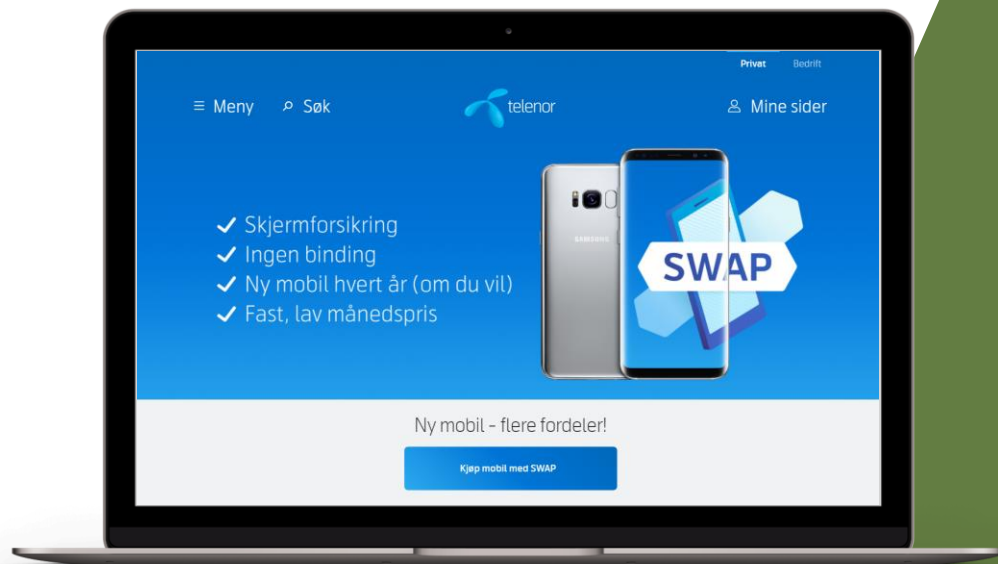 Privat Bedrift
Meny Søk telenor Mine sider
Skjermforsikring
Ingen binding
Ny mobil hvert år (om du vil)
Fast, lav månedspris
SAMSUNG
SWAP
Ny mobil - flere fordeler!
Kjøp mobil med SWAP